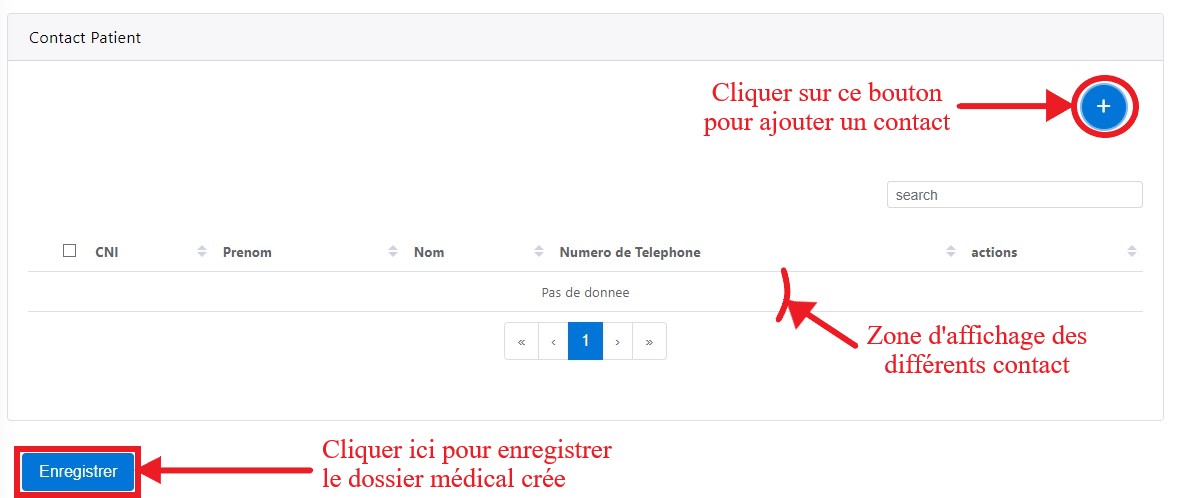 Contact Patient
Cliquer sur ce bouton
pour ajouter un contact
+
search
CNI Prenom Nom Numero de Telephone actions
Pas de donnee
« ‹ 1 › »
Zone d'affichage des
différents contact
Cliquer ici pour enregistrer
le dossier médical crée
Enregistrer